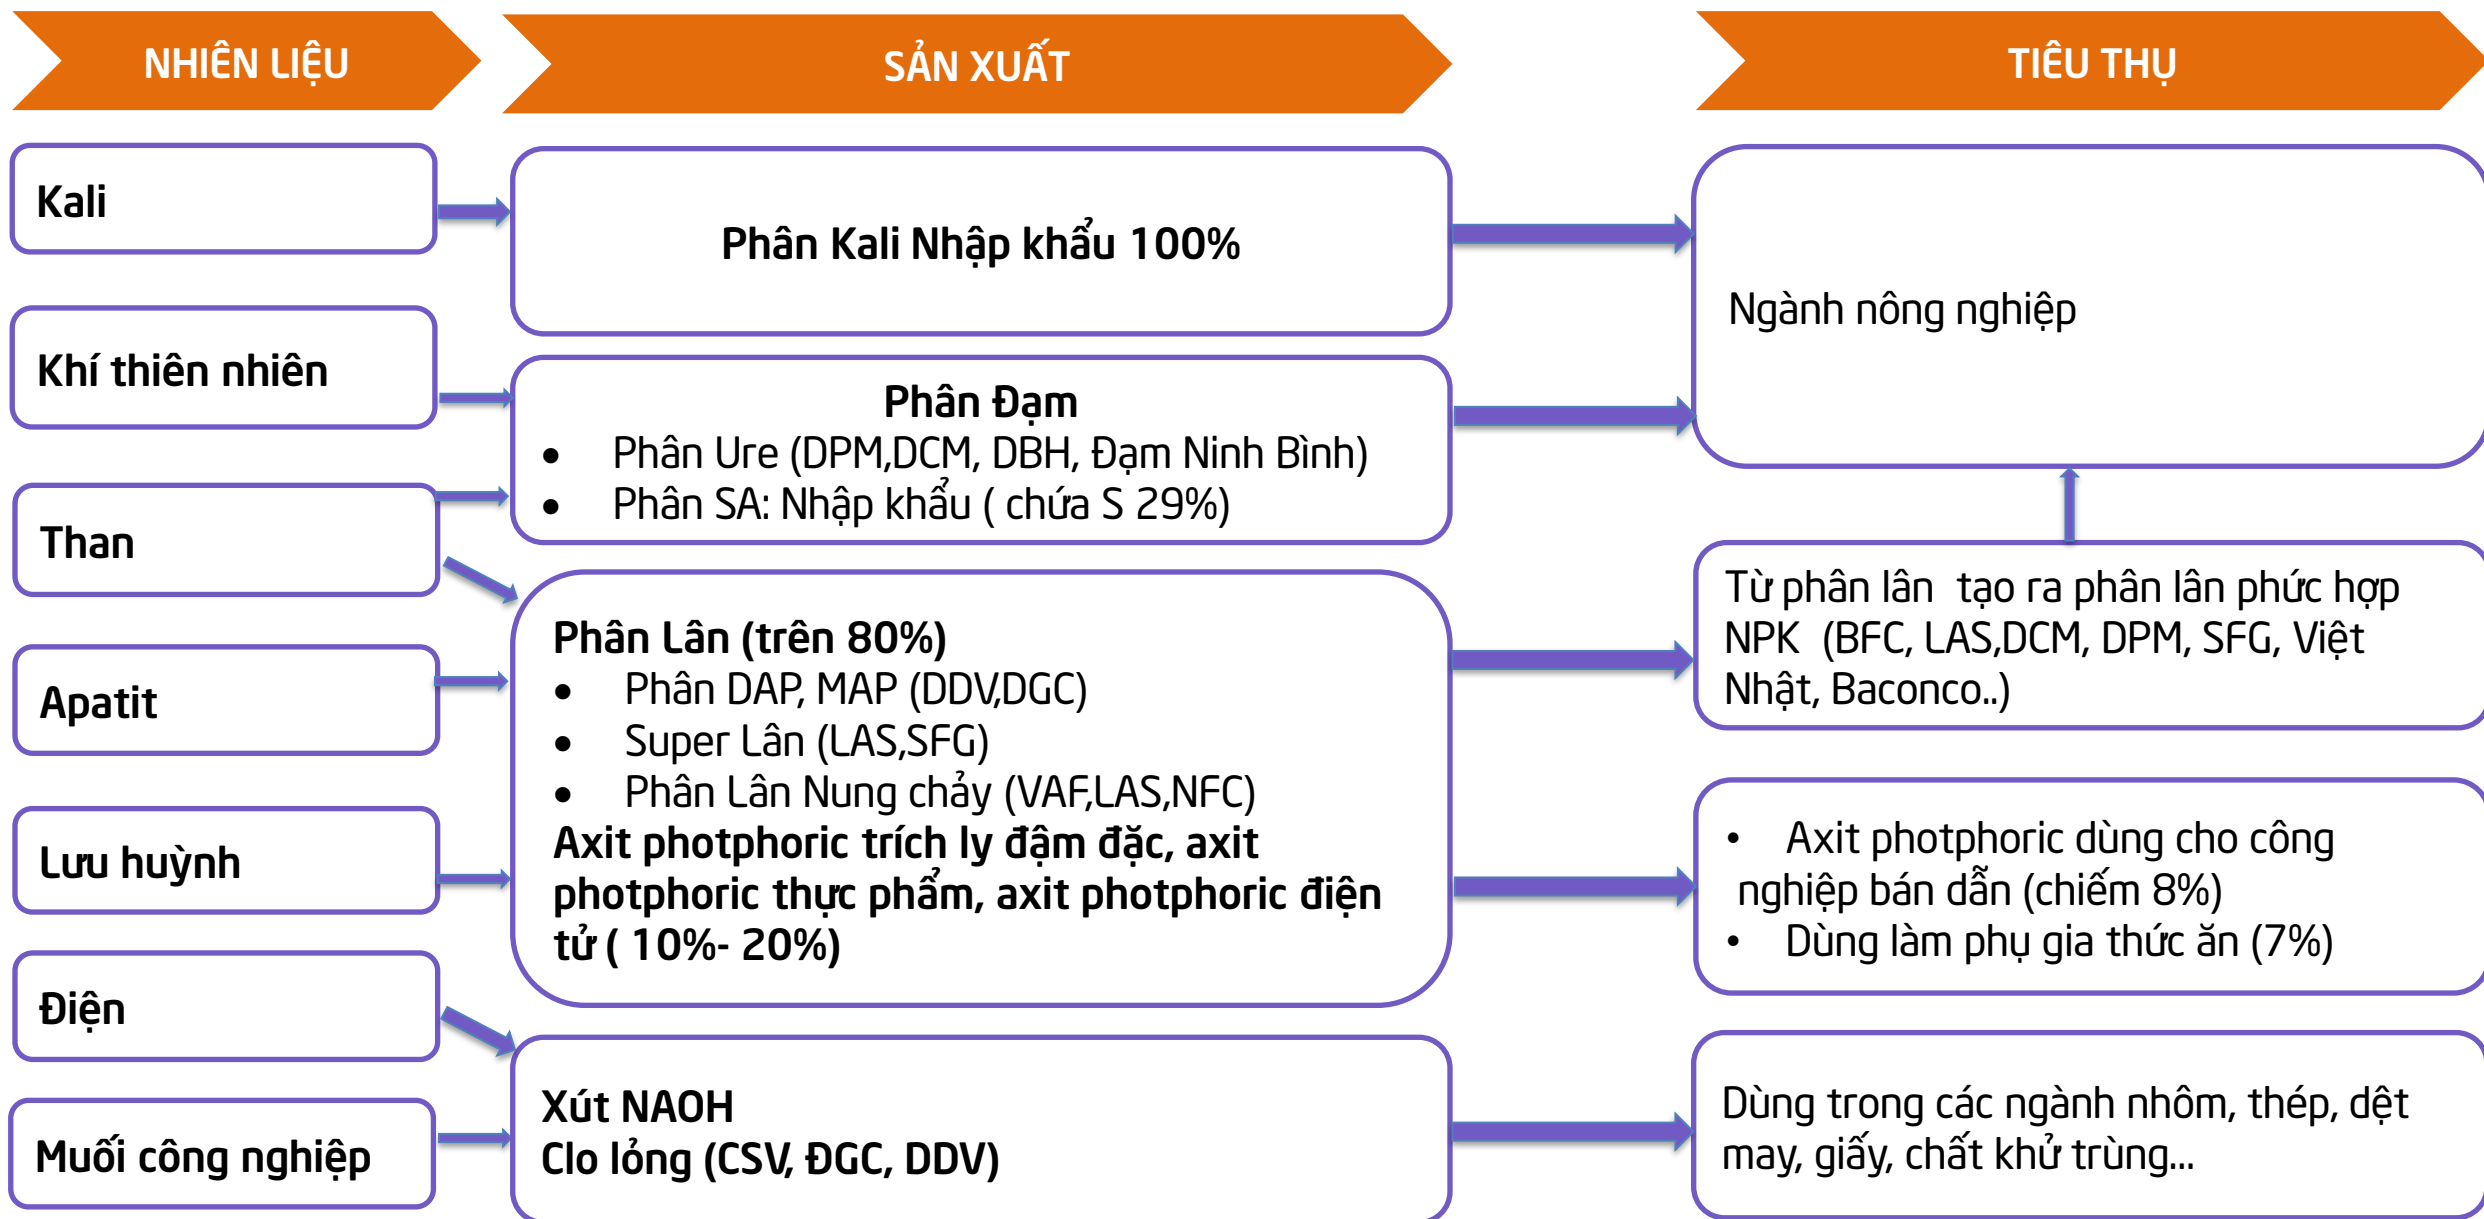 NHIÊN LIỆU
SẢN XUẤT
TIÊU THỤ
Kali
Khí thiên nhiên
Than
Apatit
Lưu huỳnh
Điện
Muối công nghiệp
Phân Kali Nhập khẩu 100%
Phân Đạm
• Phân Ure (DPM,DCM, DBH, Đạm Ninh Bình)
• Phân SA: Nhập khẩu ( chứa S 29%)
Phân Lân (trên 80%)
• Phân DAP, MAP (DDV,DGC)
• Super Lân (LAS,SFG)
• Phân Lân Nung chảy (VAF,LAS,NFC)
Axit photphoric trích ly đậm đặc, axit
photphoric thực phẩm, axit photphoric điện
tử ( 10%- 20%)
Xút NAOH
Clo lỏng (CSV, ĐGC, DDV)
Ngành nông nghiệp
Từ phân lân tạo ra phân lân phức hợp
NPK (BFC, LAS,DCM, DPM, SFG, Việt
Nhật, Baconco..)
• Axit photphoric dùng cho công
nghiệp bán dẫn (chiếm 8%)
• Dùng làm phụ gia thức ăn (7%)
Dùng trong các ngành nhôm, thép, dệt
may, giấy, chất khử trùng...